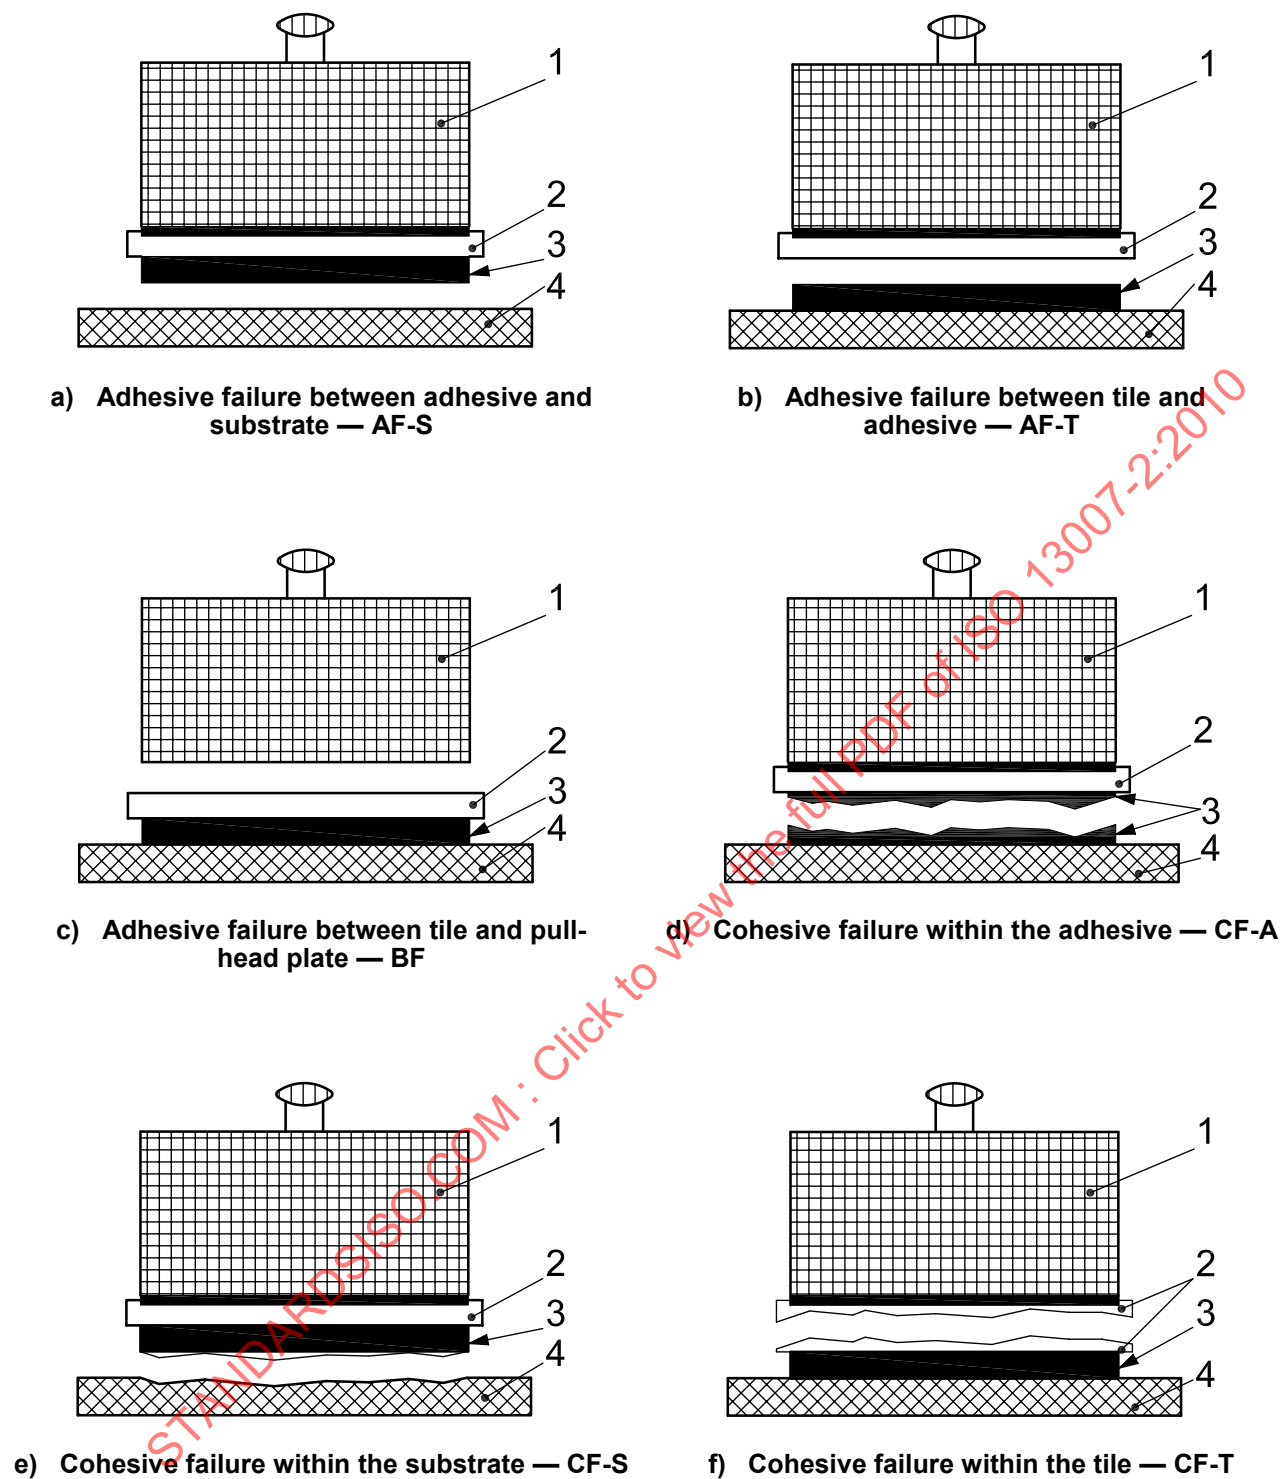 1
2
3
4
a) Adhesive failure between adhesive and
substrate — AF-S
1
2
3
4
b) Adhesive failure between tile and
adhesive — AF-T
1
2
3
4
c) Adhesive failure between tile and pull-
head plate — BF
1
2
3
4
d) Cohesive failure within the adhesive — CF-A
1
2
3
4
e) Cohesive failure within the substrate — CF-S
1
2
3
4
f) Cohesive failure within the tile — CF-T
STANDARDSISO.COM : Click to view the full PDF of ISO 13007-2:2010